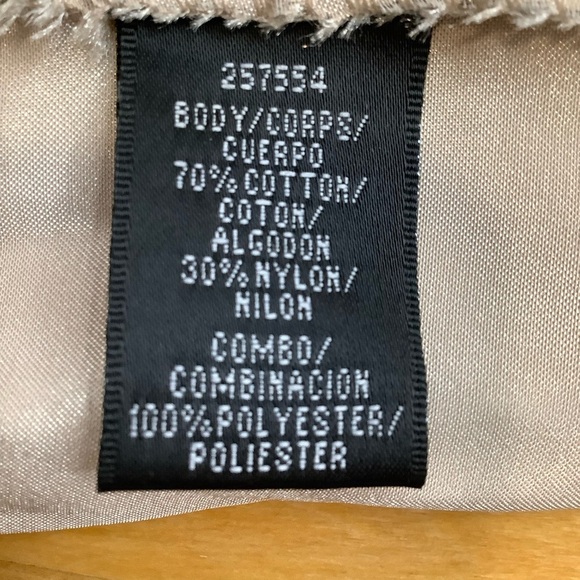 257554
BODY/CORPS/
CUERPO
70% COTTON/
COTON/
ALGODON
30% NYLON/
NILON
COMBO/
COMBINACION
100% POLYESTER/
POLIESTER